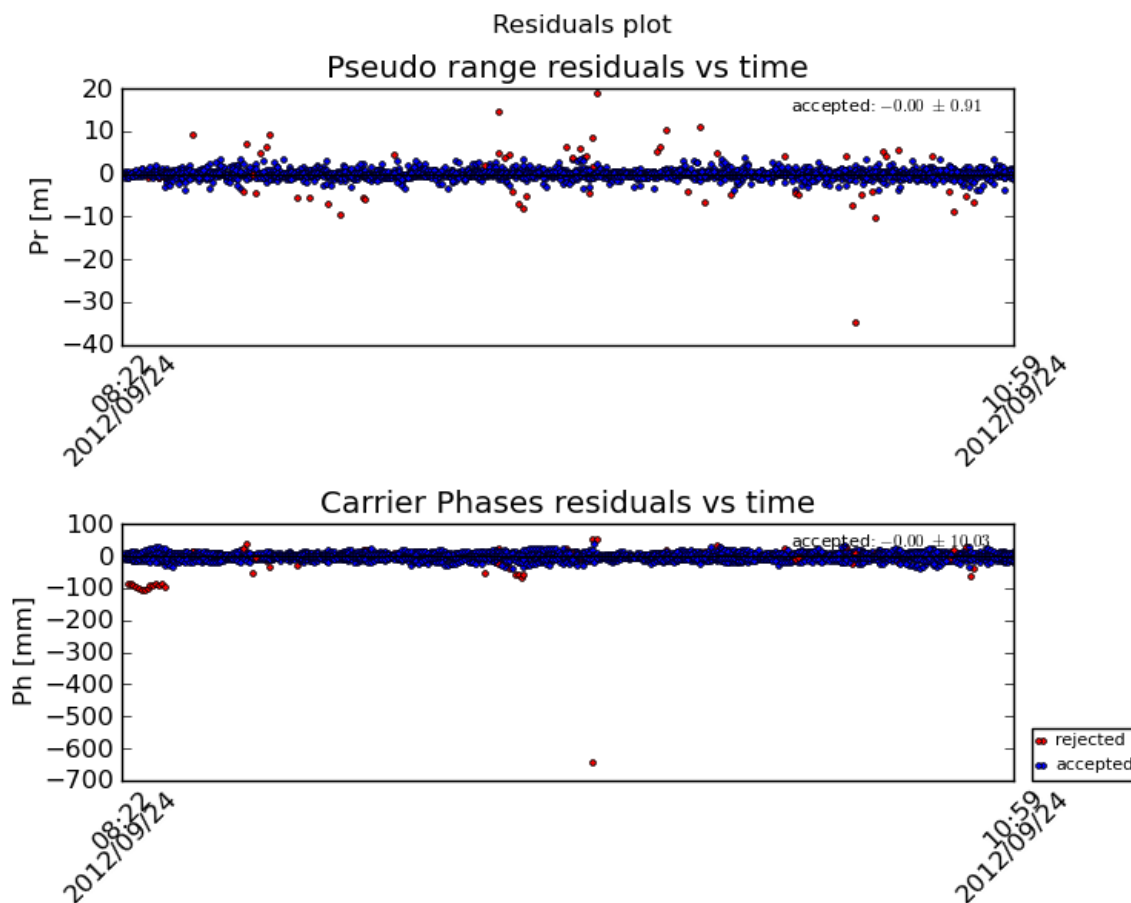 Residuals plot
Pseudo range residuals vs time
accepted: −0.00 ± 0.91
20
10
0
−10
−20
−30
−40
Pr [m]
08:22
2012/09/24
10:59
2012/09/24
Carrier Phases residuals vs time
accepted: −0.00 ± 10.03
100
0
−100
−200
−300
−400
−500
−600
−700
Ph [mm]
08:22
2012/09/24
10:59
2012/09/24
rejected
accepted